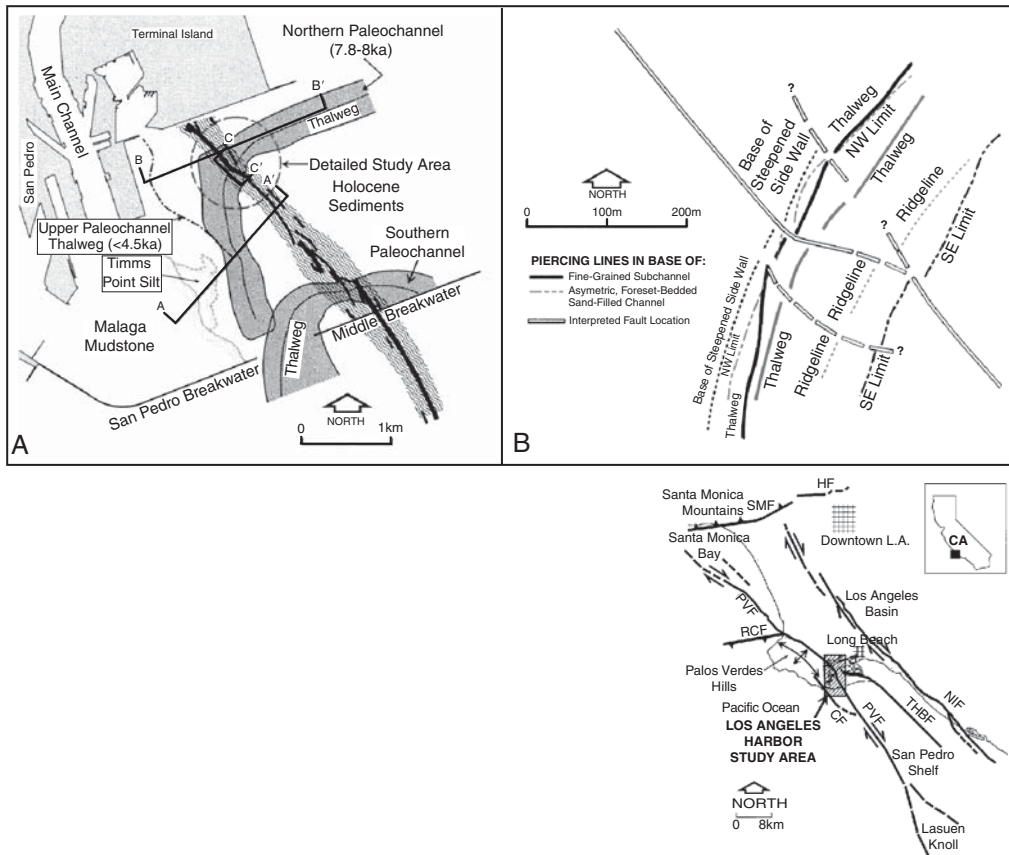 Terminal Island
Northern Paleochannel
(7.8-8ka)
Main Channel
B′
Thalweg
San Pedro
B
C
C′
A′
Detailed Study Area
Holocene
Sediments
Upper Paleochannel
Thalweg (<4.5ka)
Southern
Paleochannel
Timms
Point Silt
A
Malaga
Mudstone
Thalweg
Middle Breakwater
San Pedro Breakwater
NORTH
0 1km
A
?
Thalweg
NW Limit
Base of
Steepened
Side Wall
Thalweg
NORTH
0 100m 200m
Ridgeline
?
SE Limit
PIERCING LINES IN BASE OF:
Fine-Grained Subchannel
Asymetric, Foreset-Bedded
Sand-Filled Channel
Interpreted Fault Location
Base of Steepened Side Wall
NW Limit
Thalweg
Thalweg
Ridgeline
Ridgeline
?
SE Limit
NORTH
B
HF
Santa Monica
Mountains
SMF
Downtown L.A.
CA
Santa Monica
Bay
PVF
Los Angeles
Basin
RCF
Long Beach
Palos Verdes
Hills
Pacific Ocean
CF
PVF
THBF
NIF
LOS ANGELES
HARBOR
STUDY AREA
San Pedro
Shelf
NORTH
0 8km
Lasuen
Knoll